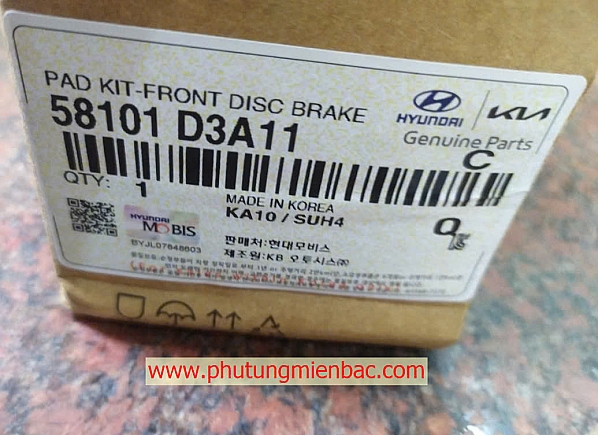 PAD KIT-FRONT DISC BRAKE
58101 D3A11
HYUNDAI KIA
Genuine Parts
C
QTY: 1
MADE IN KOREA
KA10 / SUH4
Q
HYUNDAI
MOBIS
BYJL07648603
판매처:현대모비스
제조원:KB 오토시스㈜
www.phutungmienbac.com